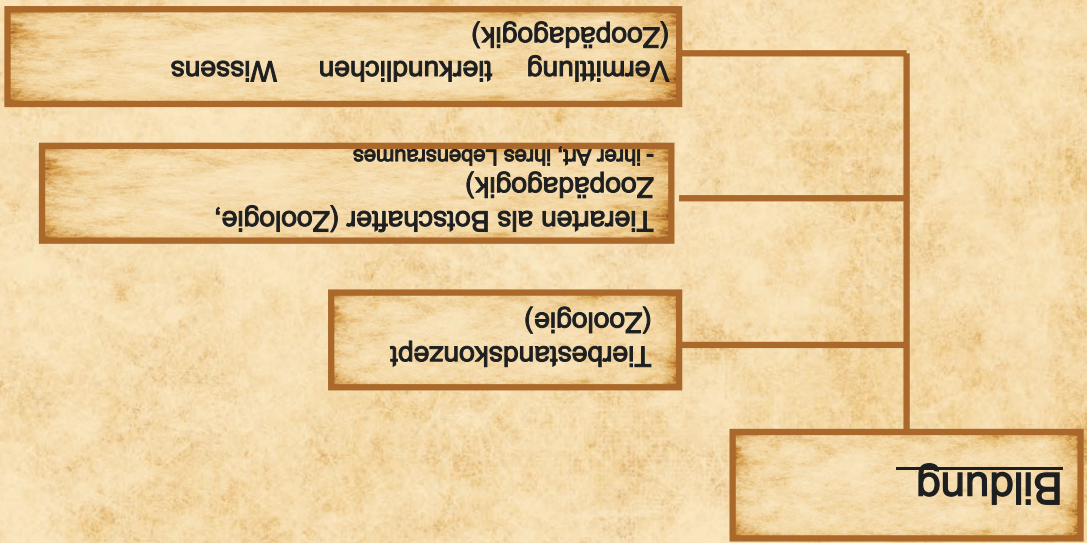 Bildung
Tierbestandskonzept
(Zoologie)
Tierarten als Botschafter (Zoologie,
Zoopädagogik)
- ihrer Art, ihres Lebensraumes
Vermittlung tierkundlichen Wissens
(Zoopädagogik)